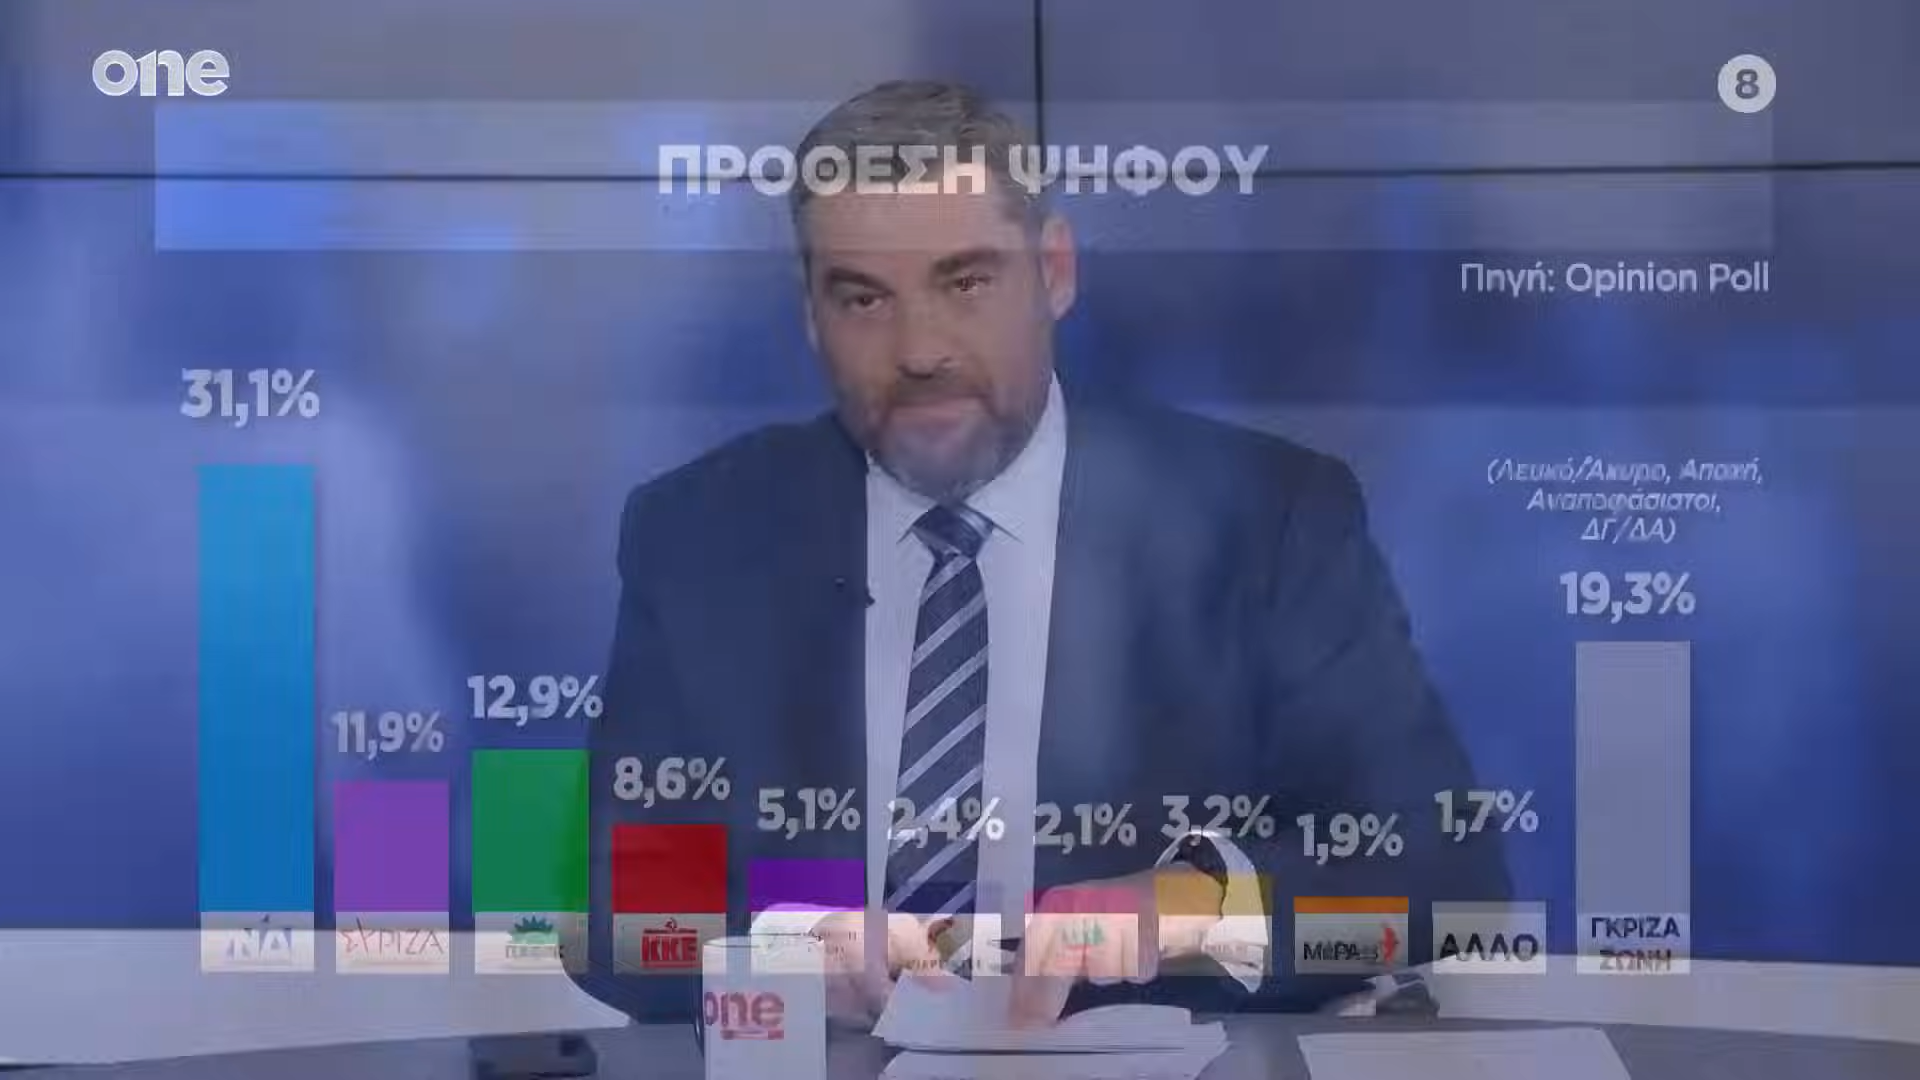 one
8
ΠΡΟΘΕΣΗ ΨΗΦΟΥ
Πηγή: Opinion Poll
31,1%
11,9%
12,9%
8,6%
5,1%
2,4%
2,1%
3,2%
1,9%
1,7%
(Λευκό/Άκυρο, Αποχή,
Αναποφάσιστοι,
ΔΓ/ΔΑ)
19,3%
ΝΔ
ΣΥΡΙΖΑ
ΚΚΕ
ΜέΡΑ25
ΑΛΛΟ
ΓΚΡΙΖΑ
ΖΩΝΗ
one